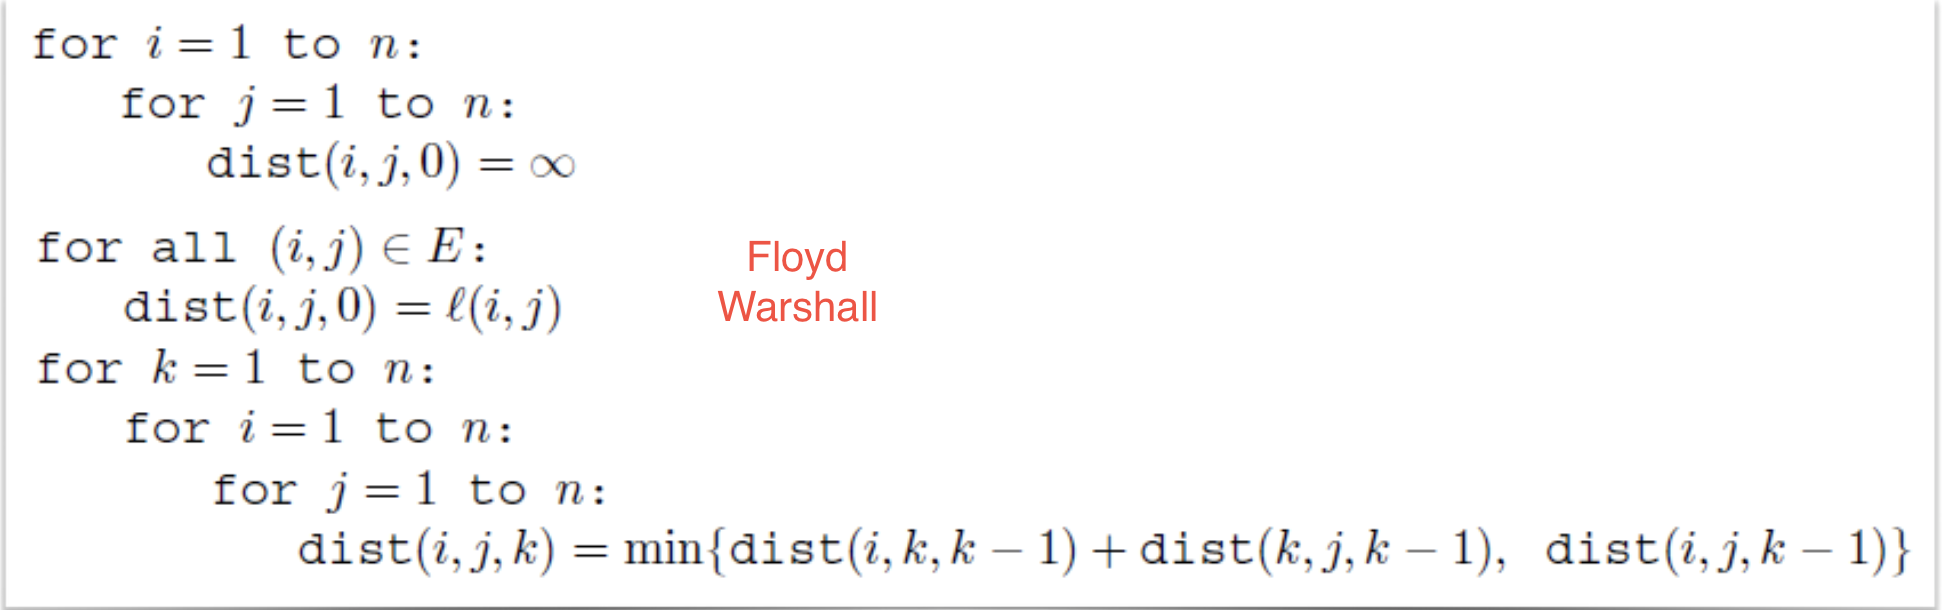 for i = 1 to n:
for j = 1 to n:
dist(i, j, 0) = ∞
for all (i, j) ∈ E:
dist(i, j, 0) = ℓ(i, j)
Floyd
Warshall
for k = 1 to n:
for i = 1 to n:
for j = 1 to n:
dist(i, j, k) = min{dist(i, k, k − 1) + dist(k, j, k − 1), dist(i, j, k − 1)}